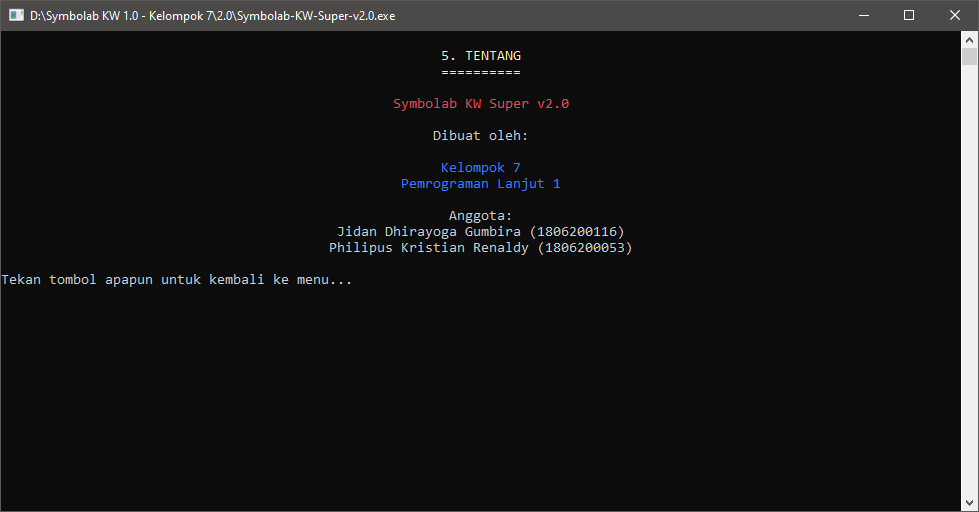 D:\Symbolab KW 1.0 - Kelompok 7\2.0\Symbolab-KW-Super-v2.0.exe
5. TENTANG
==========
Symbolab KW Super v2.0
Dibuat oleh:
Kelompok 7
Pemrograman Lanjut 1
Anggota:
Jidan Dhirayoga Gumbira (1806200116)
Philipus Kristian Renaldy (1806200053)
Tekan tombol apapun untuk kembali ke menu...